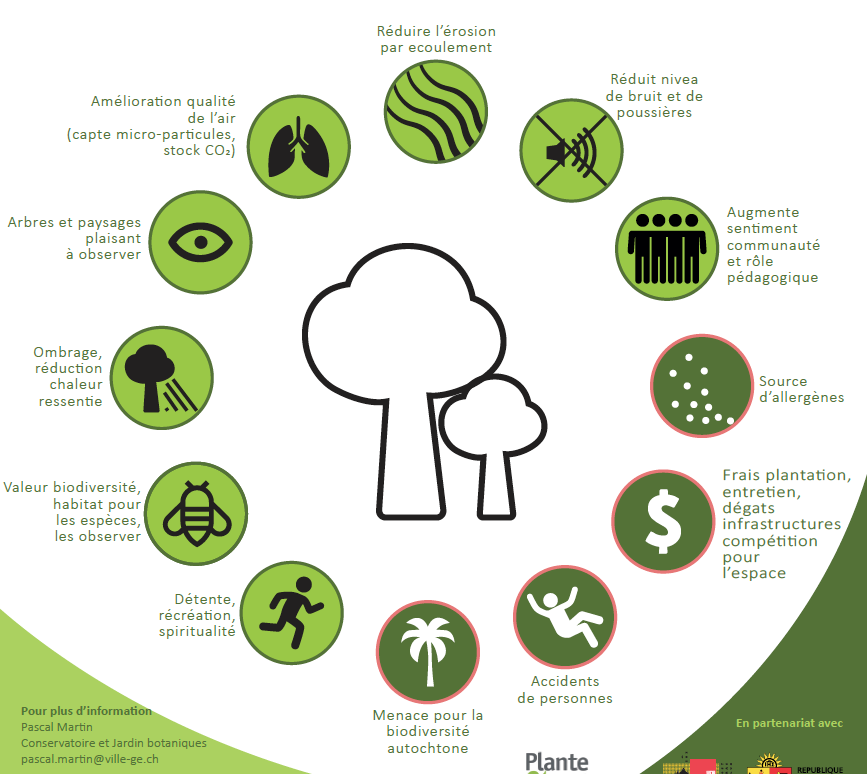 Réduire l'érosion
par ecoulement
Réduit nivea
de bruit et de
poussières
Amélioration qualité
de l'air
(capte micro-particules,
stock CO₂)
Augmente
sentiment
communauté
et rôle
pédagogique
Arbres et paysages
plaisant
à observer
Ombrage,
réduction
chaleur
ressentie
Source
d'allergènes
Valeur biodiversité,
habitat pour
les espèces,
les observer
Frais plantation,
entretien,
dégats
infrastructures
compétition
pour
l'espace
$
Détente,
récréation,
spiritualité
Accidents
de personnes
Menace pour la
biodiversité
autochtone
Pour plus d'information
Pascal Martin
Conservatoire et Jardin botaniques
pascal.martin@ville-ge.ch
En partenariat avec
Plante
REPUBLIQUE